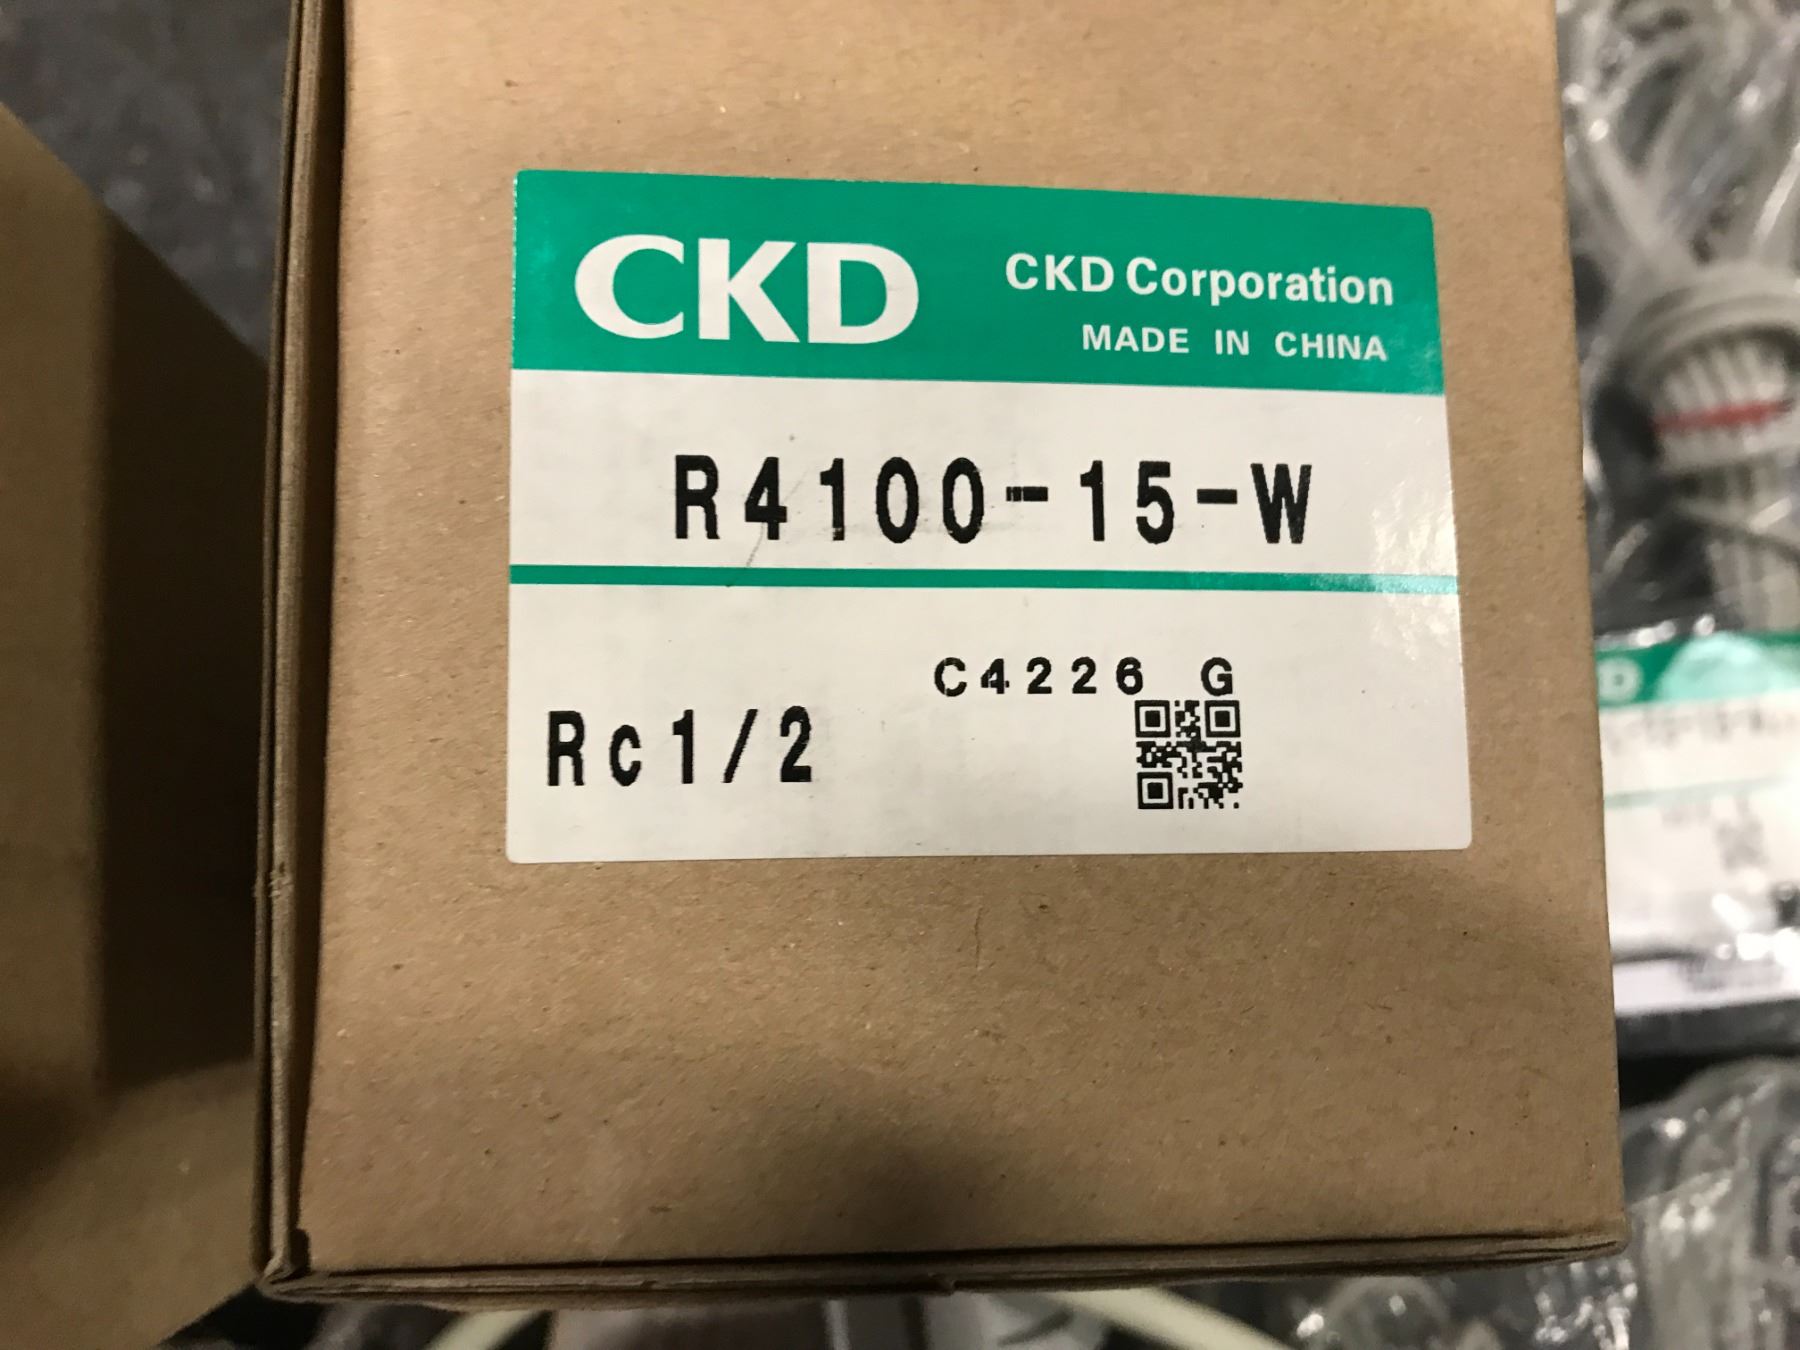 CKD
CKD Corporation
MADE IN CHINA
R4100-15-W
C4226 G
Rc1/2
D